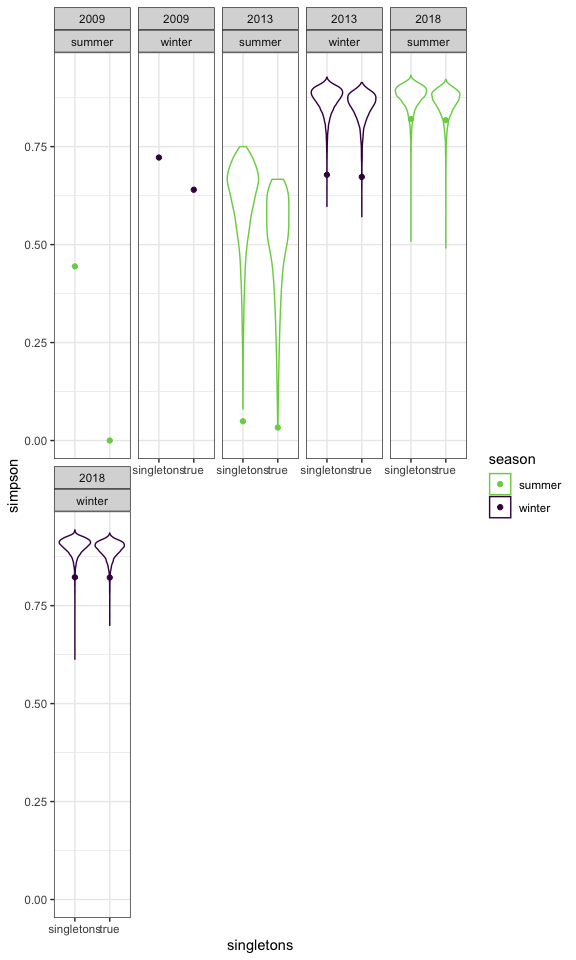 2009 2009 2013 2013 2018
summer winter summer winter summer
0.75
0.50
0.25
0.00
singletons true singletons true singletons true singletons true
2018
winter
0.75
0.50
0.25
0.00
singletons true
singletons
simpson
season
summer
winter